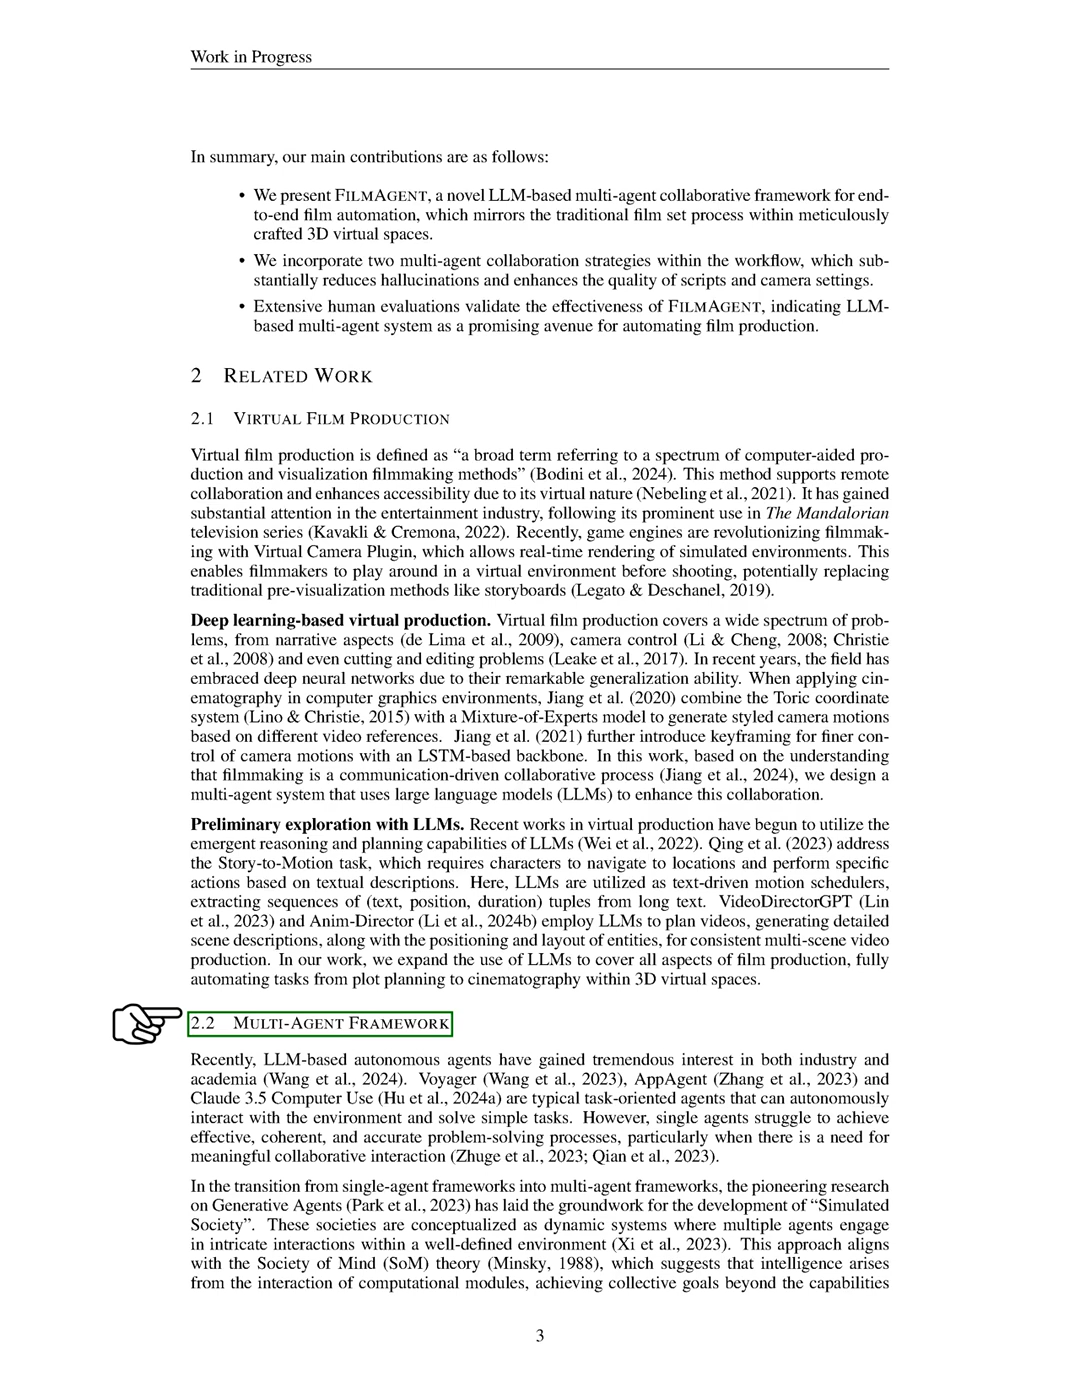 Work in Progress
In summary, our main contributions are as follows:
• We present FILMAGENT, a novel LLM-based multi-agent collaborative framework for end-
to-end film automation, which mirrors the traditional film set process within meticulously
crafted 3D virtual spaces.
• We incorporate two multi-agent collaboration strategies within the workflow, which sub-
stantially reduces hallucinations and enhances the quality of scripts and camera settings.
• Extensive human evaluations validate the effectiveness of FILMAGENT, indicating LLM-
based multi-agent system as a promising avenue for automating film production.
2 RELATED WORK
2.1 VIRTUAL FILM PRODUCTION
Virtual film production is defined as “a broad term referring to a spectrum of computer-aided pro-
duction and visualization filmmaking methods” (Bodini et al., 2024). This method supports remote
collaboration and enhances accessibility due to its virtual nature (Nebeling et al., 2021). It has gained
substantial attention in the entertainment industry, following its prominent use in The Mandalorian
television series (Kavakli & Cremona, 2022). Recently, game engines are revolutionizing filmmak-
ing with Virtual Camera Plugin, which allows real-time rendering of simulated environments. This
enables filmmakers to play around in a virtual environment before shooting, potentially replacing
traditional pre-visualization methods like storyboards (Legato & Deschanel, 2019).
Deep learning-based virtual production. Virtual film production covers a wide spectrum of prob-
lems, from narrative aspects (de Lima et al., 2009), camera control (Li & Cheng, 2008; Christie
et al., 2008) and even cutting and editing problems (Leake et al., 2017). In recent years, the field has
embraced deep neural networks due to their remarkable generalization ability. When applying cin-
ematography in computer graphics environments, Jiang et al. (2020) combine the Toric coordinate
system (Lino & Christie, 2015) with a Mixture-of-Experts model to generate styled camera motions
based on different video references. Jiang et al. (2021) further introduce keyframing for finer con-
trol of camera motions with an LSTM-based backbone. In this work, based on the understanding
that filmmaking is a communication-driven collaborative process (Jiang et al., 2024), we design a
multi-agent system that uses large language models (LLMs) to enhance this collaboration.
Preliminary exploration with LLMs. Recent works in virtual production have begun to utilize the
emergent reasoning and planning capabilities of LLMs (Wei et al., 2022). Qing et al. (2023) address
the Story-to-Motion task, which requires characters to navigate to locations and perform specific
actions based on textual descriptions. Here, LLMs are utilized as text-driven motion schedulers,
extracting sequences of (text, position, duration) tuples from long text. VideoDirectorGPT (Lin
et al., 2023) and Anim-Director (Li et al., 2024b) employ LLMs to plan videos, generating detailed
scene descriptions, along with the positioning and layout of entities, for consistent multi-scene video
production. In our work, we expand the use of LLMs to cover all aspects of film production, fully
automating tasks from plot planning to cinematography within 3D virtual spaces.
2.2 MULTI-AGENT FRAMEWORK
Recently, LLM-based autonomous agents have gained tremendous interest in both industry and
academia (Wang et al., 2024). Voyager (Wang et al., 2023), AppAgent (Zhang et al., 2023) and
Claude 3.5 Computer Use (Hu et al., 2024a) are typical task-oriented agents that can autonomously
interact with the environment and solve simple tasks. However, single agents struggle to achieve
effective, coherent, and accurate problem-solving processes, particularly when there is a need for
meaningful collaborative interaction (Zhuge et al., 2023; Qian et al., 2023).
In the transition from single-agent frameworks into multi-agent frameworks, the pioneering research
on Generative Agents (Park et al., 2023) has laid the groundwork for the development of “Simulated
Society”. These societies are conceptualized as dynamic systems where multiple agents engage
in intricate interactions within a well-defined environment (Xi et al., 2023). This approach aligns
with the Society of Mind (SoM) theory (Minsky, 1988), which suggests that intelligence arises
from the interaction of computational modules, achieving collective goals beyond the capabilities
3